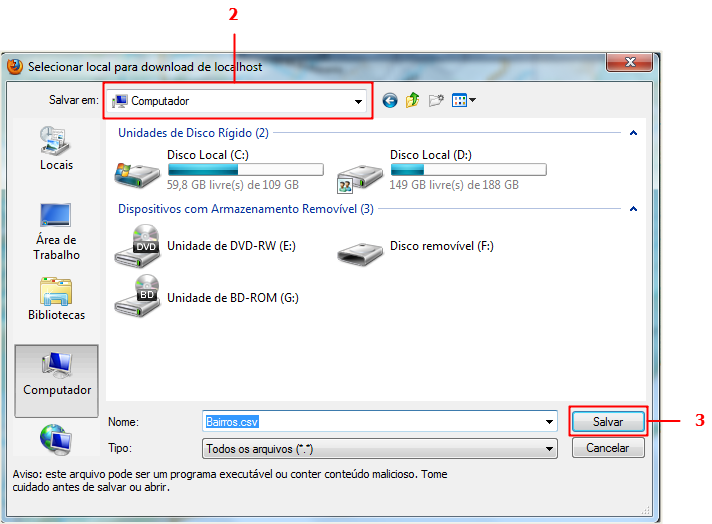 2
Selecionar local para download de localhost
Salvar em:
Computador
Locais
Área de
Trabalho
Bibliotecas
Computador
Unidades de Disco Rígido (2)
Disco Local (C:)
59,8 GB livre(s) de 109 GB
Disco Local (D:)
149 GB livre(s) de 188 GB
Dispositivos com Armazenamento Removível (3)
DVD
Unidade de DVD-RW (E:)
Disco removível (F:)
BD
Unidade de BD-ROM (G:)
Nome:
Bairros.csv
Salvar
3
Tipo:
Todos os arquivos (*.*)
Cancelar
Aviso: este arquivo pode ser um programa executável ou conter conteúdo malicioso. Tome
cuidado antes de salvar ou abrir.